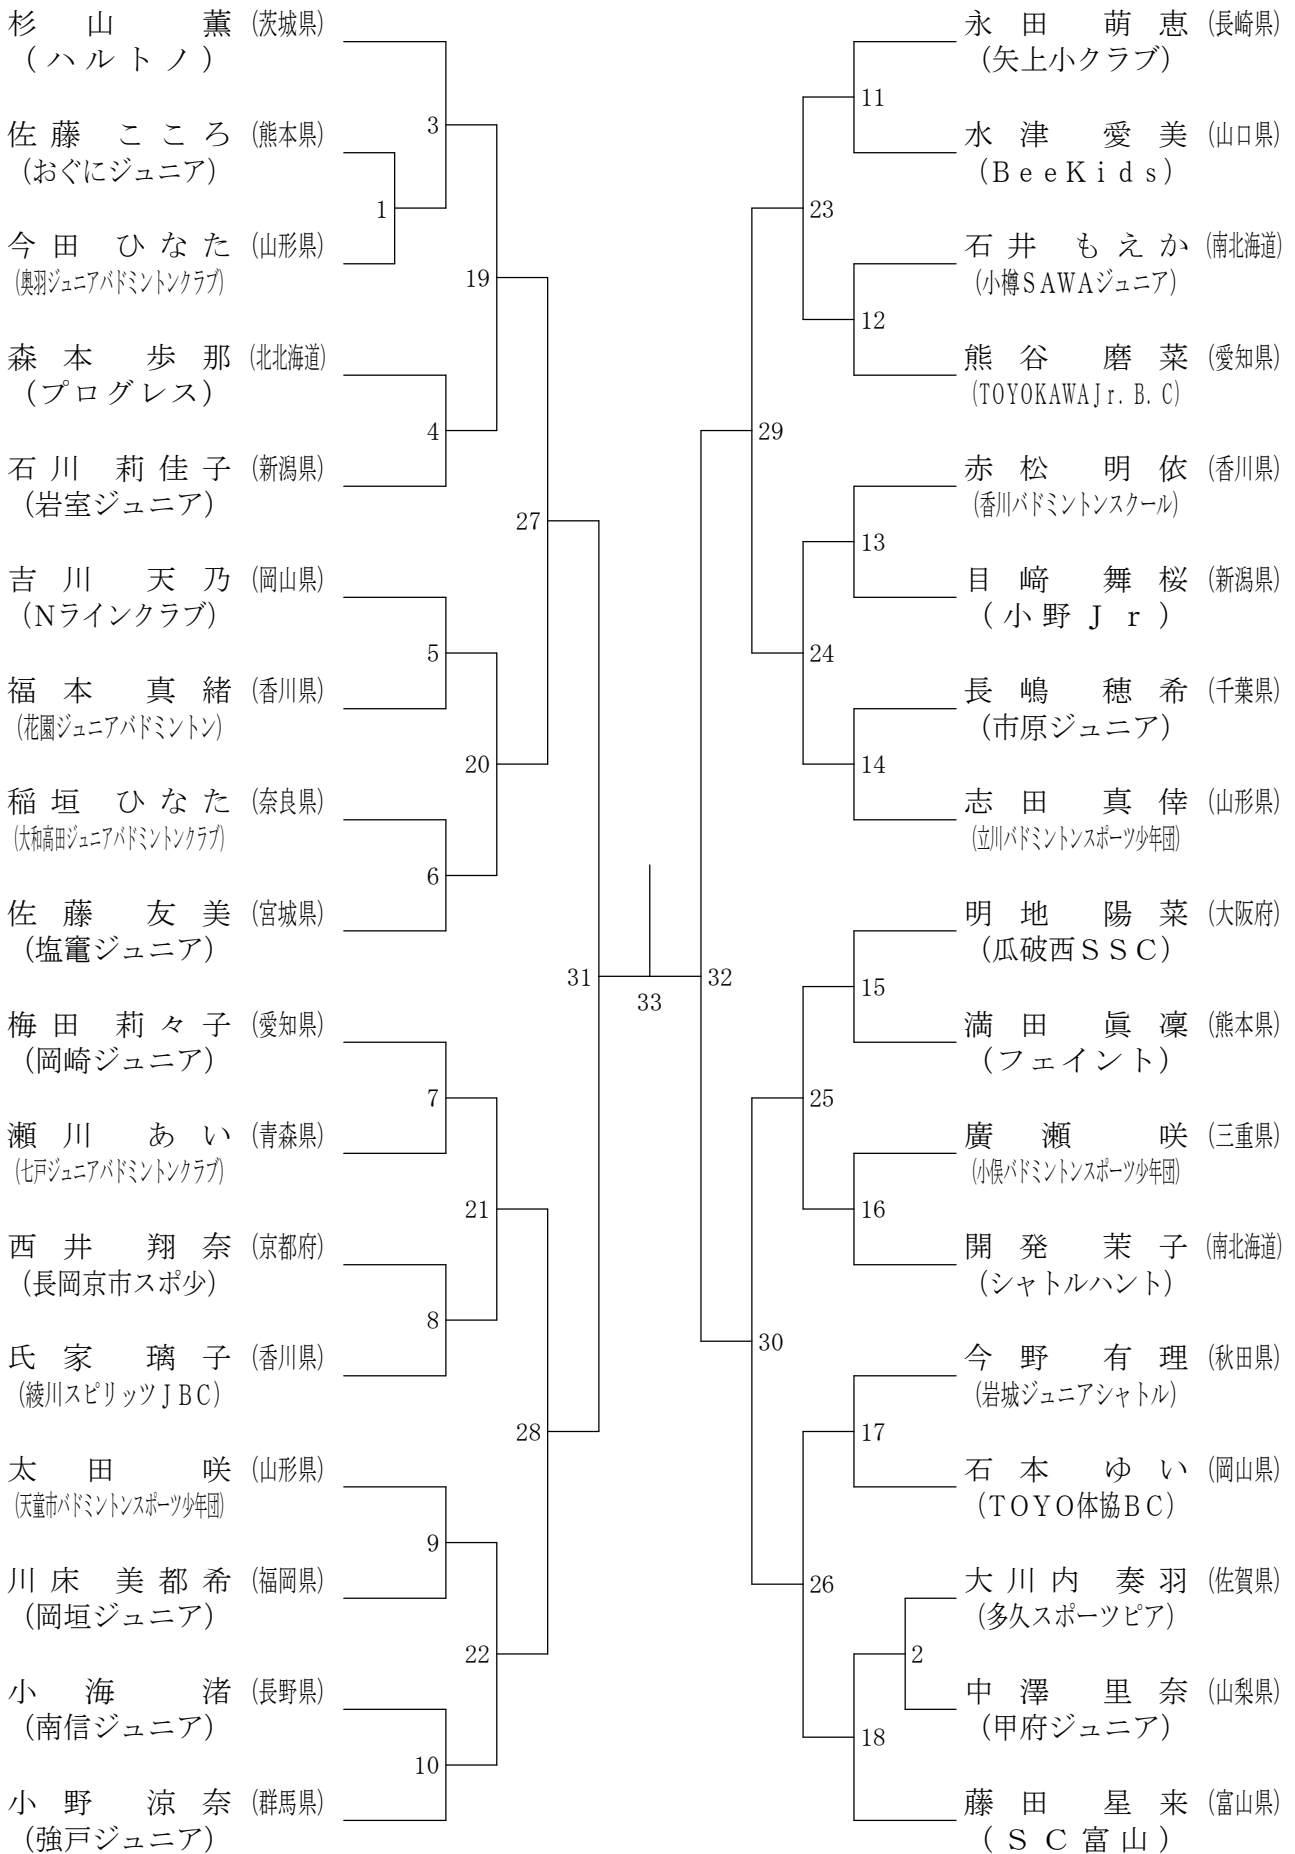 杉山 薫 (茨城県)
(ハルトノ)
3
佐藤 こころ (熊本県)
(おぐにジュニア)
1
今田 ひなた (山形県)
(奥羽ジュニアバドミントンクラブ)
19
森本 歩那 (北北海道)
(プログレス)
4
石川 莉佳子 (新潟県)
(岩室ジュニア)
27
吉川 天乃 (岡山県)
(Nラインクラブ)
5
福本 真緒 (香川県)
(花園ジュニアバドミントン)
20
稲垣 ひなた (奈良県)
(大和高田ジュニアバドミントンクラブ)
6
佐藤 友美 (宮城県)
(塩竃ジュニア)
31
梅田 莉々子 (愛知県)
(岡崎ジュニア)
7
瀬川 あい (青森県)
(七戸ジュニアバドミントンクラブ)
21
西井 翔奈 (京都府)
(長岡京市スポ少)
8
氏家 璃子 (香川県)
(綾川スピリッツJBC)
28
太田 咲 (山形県)
(天童市バドミントンスポーツ少年団)
9
川床 美都希 (福岡県)
(岡垣ジュニア)
22
小海 渚 (長野県)
(南信ジュニア)
10
小野 涼奈 (群馬県)
(強戸ジュニア)
33
永田 萌恵 (長崎県)
(矢上小クラブ)
11
水津 愛美 (山口県)
(BeeKids)
23
石井 もえか (南北海道)
(小樽SAWAジュニア)
12
熊谷 磨菜 (愛知県)
(TOYOKAWAJr.B.C)
29
赤松 明依 (香川県)
(香川バドミントンスクール)
13
目﨑 舞桜 (新潟県)
(小野Jr)
24
長嶋 穂希 (千葉県)
(市原ジュニア)
14
志田 真倖 (山形県)
(立川バドミントンスポーツ少年団)
32
明地 陽菜 (大阪府)
(瓜破西SSC)
15
満田 眞凜 (熊本県)
(フェイント)
25
廣瀬 咲 (三重県)
(小俣バドミントンスポーツ少年団)
16
開発 茉子 (南北海道)
(シャトルハント)
30
今野 有理 (秋田県)
(岩城ジュニアシャトル)
17
石本 ゆい (岡山県)
(TOYO体協BC)
26
大川内 奏羽 (佐賀県)
(多久スポーツピア)
2
中澤 里奈 (山梨県)
(甲府ジュニア)
18
藤田 星来 (富山県)
(SC富山)